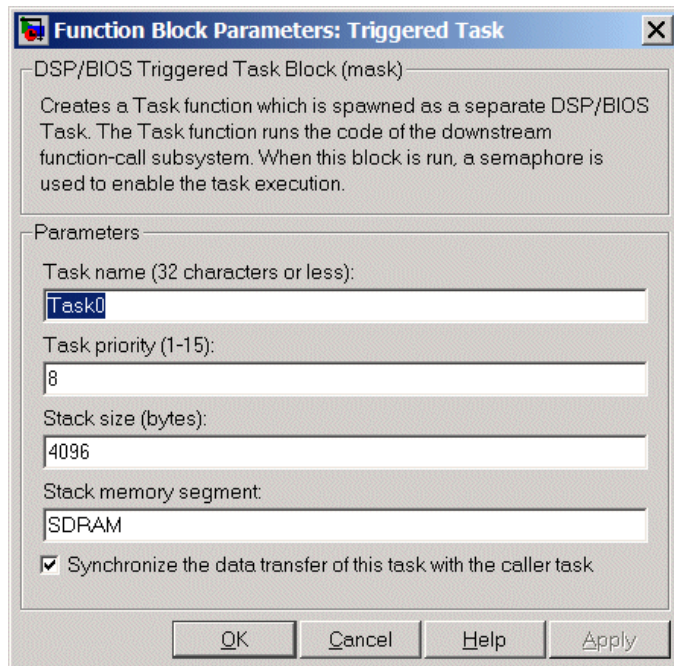 Function Block Parameters: Triggered Task
DSP/BIOS Triggered Task Block (mask)
Creates a Task function which is spawned as a separate DSP/BIOS
Task. The Task function runs the code of the downstream
function-call subsystem. When this block is run, a semaphore is
used to enable the task execution.
Parameters
Task name (32 characters or less):
Task0
Task priority (1-15):
8
Stack size (bytes):
4096
Stack memory segment:
SDRAM
Synchronize the data transfer of this task with the caller task
OK Cancel Help Apply